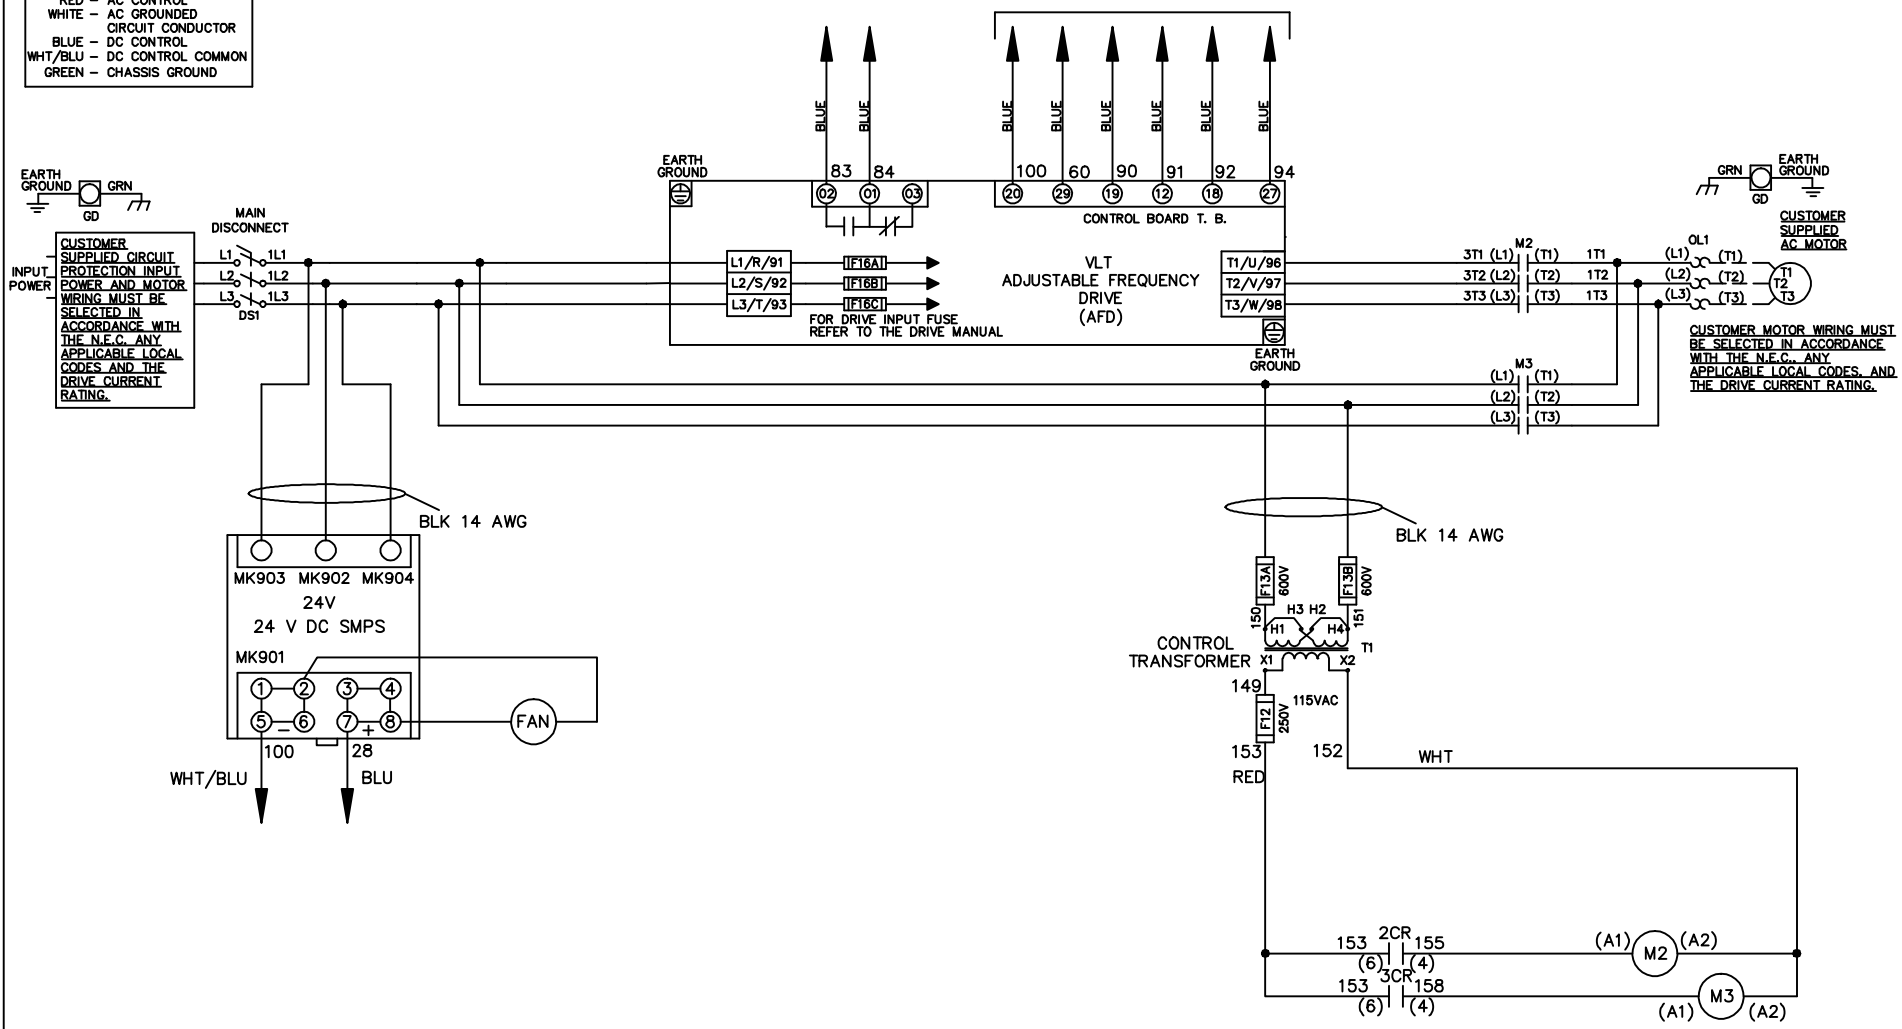 RED – AC CONTROL
WHITE – AC GROUNDED
CIRCUIT CONDUCTOR
BLUE – DC CONTROL
WHT/BLU – DC CONTROL COMMON
GREEN – CHASSIS GROUND
BLUE
BLUE
BLUE
BLUE
BLUE
BLUE
BLUE
BLUE
83
84
100
60
90
91
92
94
02
01
03
20
29
19
12
18
27
CONTROL BOARD T. B.
EARTH
GROUND
EARTH
GROUND
GRN
GD
MAIN
DISCONNECT
L1
1L1
L2
1L2
L3
1L3
DS1
INPUT
POWER
CUSTOMER
SUPPLIED CIRCUIT
PROTECTION INPUT
POWER AND MOTOR
WIRING MUST BE
SELECTED IN
ACCORDANCE WITH
THE N.E.C. ANY
APPLICABLE LOCAL
CODES AND THE
DRIVE CURRENT
RATING.
L1/R/91
L2/S/92
L3/T/93
F16A
F16B
F16C
FOR DRIVE INPUT FUSE
REFER TO THE DRIVE MANUAL
VLT
ADJUSTABLE FREQUENCY
DRIVE
(AFD)
T1/U/96
T2/V/97
T3/W/98
EARTH
GROUND
3T1 (L1)
M2
(T1)
1T1
3T2 (L2)
(T2)
1T2
3T3 (L3)
(T3)
1T3
OL1
(L1)
(T1)
(L2)
(T2)
(L3)
(T3)
T1
T2
T3
GRN
GD
EARTH
GROUND
CUSTOMER
SUPPLIED
AC MOTOR
CUSTOMER MOTOR WIRING MUST
BE SELECTED IN ACCORDANCE
WITH THE N.E.C., ANY
APPLICABLE LOCAL CODES, AND
THE DRIVE CURRENT RATING.
M3
(L1)
(T1)
(L2)
(T2)
(L3)
(T3)
BLK 14 AWG
MK903
MK902
MK904
24V
24 V DC SMPS
MK901
1
2
3
4
5
6
7
8
–
+
FAN
100
28
WHT/BLU
BLU
BLK 14 AWG
F13A
600V
F13B
600V
150
151
H3 H2
H1
H4
T1
CONTROL
TRANSFORMER
X1
X2
149
115VAC
F12
250V
153
152
RED
WHT
153
2CR
155
(6)
(4)
(A1)
M2
(A2)
153
3CR
158
(6)
(4)
(A1)
M3
(A2)